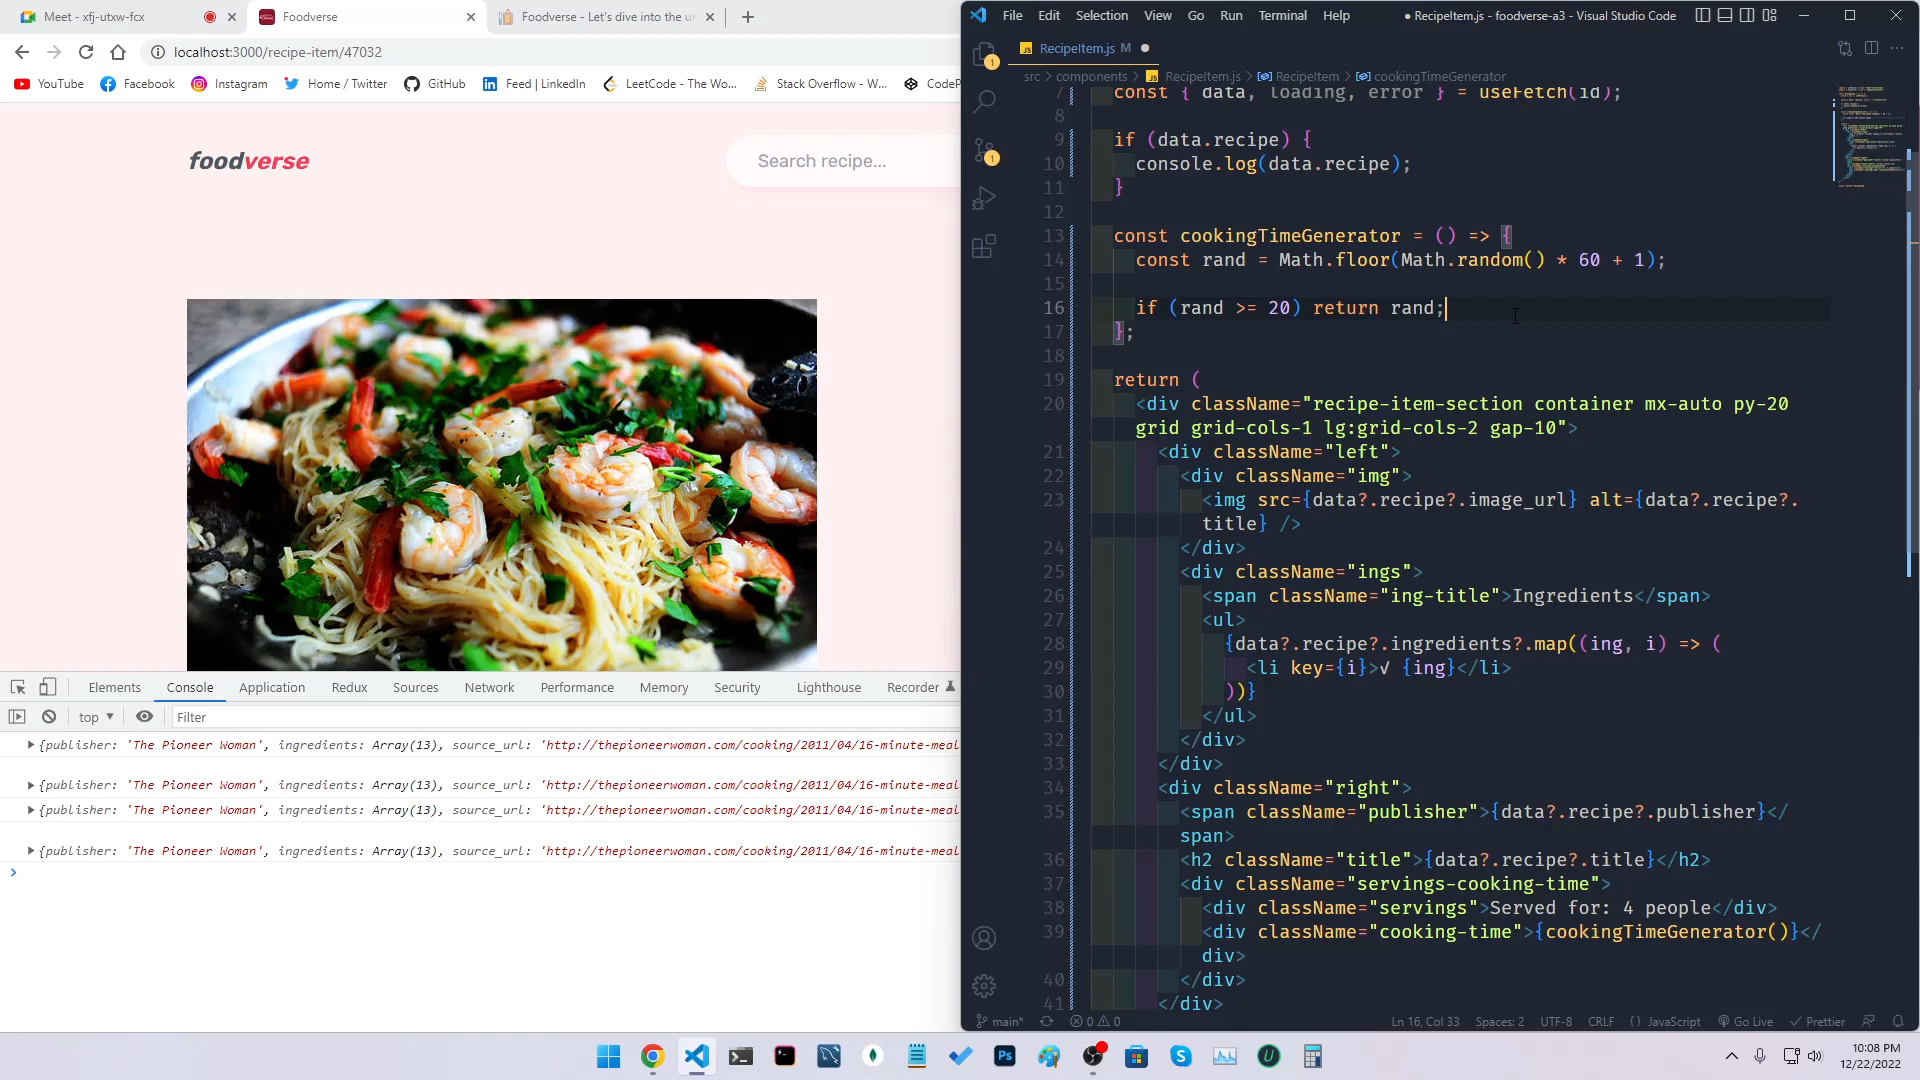 Meet - xfj-utxw-fcx
Foodverse
Foodverse - Let's dive into the u
localhost:3000/recipe-item/47032
YouTube
Facebook
Instagram
Home / Twitter
GitHub
Feed | LinkedIn
LeetCode - The Wo...
Stack Overflow - W...
CodeP
foodverse
Search recipe...
Elements
Console
Application
Redux
Sources
Network
Performance
Memory
Security
Lighthouse
Recorder
top
Filter
{publisher: 'The Pioneer Woman', ingredients: Array(13), source_url: 'http://thepioneerwoman.com/cooking/2011/04/16-minute-meal
{publisher: 'The Pioneer Woman', ingredients: Array(13), source_url: 'http://thepioneerwoman.com/cooking/2011/04/16-minute-meal
{publisher: 'The Pioneer Woman', ingredients: Array(13), source_url: 'http://thepioneerwoman.com/cooking/2011/04/16-minute-meal
{publisher: 'The Pioneer Woman', ingredients: Array(13), source_url: 'http://thepioneerwoman.com/cooking/2011/04/16-minute-meal
File Edit Selection View Go Run Terminal Help
● RecipeItem.js - foodverse-a3 - Visual Studio Code
JS RecipeItem.js M ●
src > components > JS RecipeItem.js > RecipeItem > cookingTimeGenerator
7 const { data, loading, error } = useFetch(id);
8
9 if (data.recipe) {
10 console.log(data.recipe);
11 }
12
13 const cookingTimeGenerator = () => {
14 const rand = Math.floor(Math.random() * 60 + 1);
15
16 if (rand >= 20) return rand;
17 };
18
19 return (
20 <div className="recipe-item-section container mx-auto py-20
grid grid-cols-1 lg:grid-cols-2 gap-10">
21 <div className="left">
22 <div className="img">
23 <img src={data?.recipe?.image_url} alt={data?.recipe?.
title} />
24 </div>
25 <div className="ings">
26 <span className="ing-title">Ingredients</span>
27 <ul>
28 {data?.recipe?.ingredients?.map((ing, i) => (
29 <li key={i}>√ {ing}</li>
30 ))}
31 </ul>
32 </div>
33 </div>
34 <div className="right">
35 <span className="publisher">{data?.recipe?.publisher}</
span>
36 <h2 className="title">{data?.recipe?.title}</h2>
37 <div className="servings-cooking-time">
38 <div className="servings">Served for: 4 people</div>
39 <div className="cooking-time">{cookingTimeGenerator()}</
div>
40 </div>
41 </div>
main* 0 0
Ln 16, Col 33 Spaces: 2 UTF-8 CRLF {} JavaScript Go Live Prettier
Ps
10:08 PM
12/22/2022